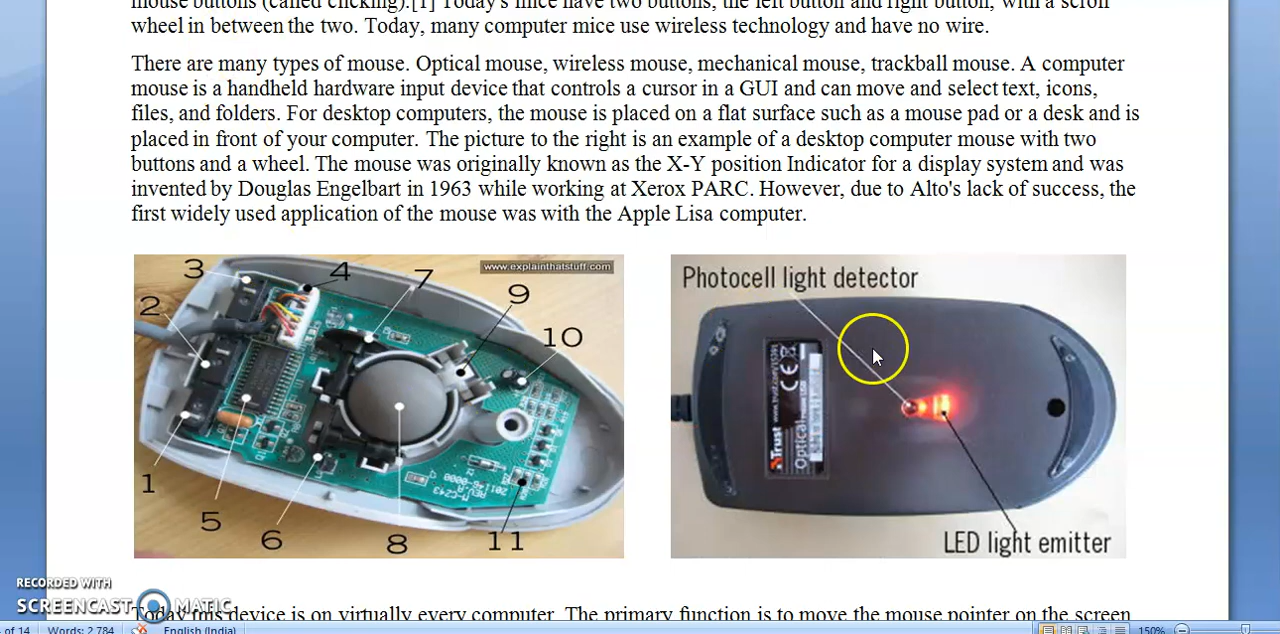 mouse buttons (called clicking).[1] Today's mice have two buttons, the left button and right button, with a scroll
wheel in between the two. Today, many computer mice use wireless technology and have no wire.
There are many types of mouse. Optical mouse, wireless mouse, mechanical mouse, trackball mouse. A computer
mouse is a handheld hardware input device that controls a cursor in a GUI and can move and select text, icons,
files, and folders. For desktop computers, the mouse is placed on a flat surface such as a mouse pad or a desk and is
placed in front of your computer. The picture to the right is an example of a desktop computer mouse with two
buttons and a wheel. The mouse was originally known as the X-Y position Indicator for a display system and was
invented by Douglas Engelbart in 1963 while working at Xerox PARC. However, due to Alto's lack of success, the
first widely used application of the mouse was with the Apple Lisa computer.
www.explainthatstuff.com
3
4
7
2
9
10
1
5
6
8
11
Photocell light detector
Trust
Optical
CE
LED light emitter
Today this device is on virtually every computer. The primary function is to move the mouse pointer on the screen
RECORDED WITH
SCREENCAST MATIC
of 14
Words: 2,784
English (India)
150%